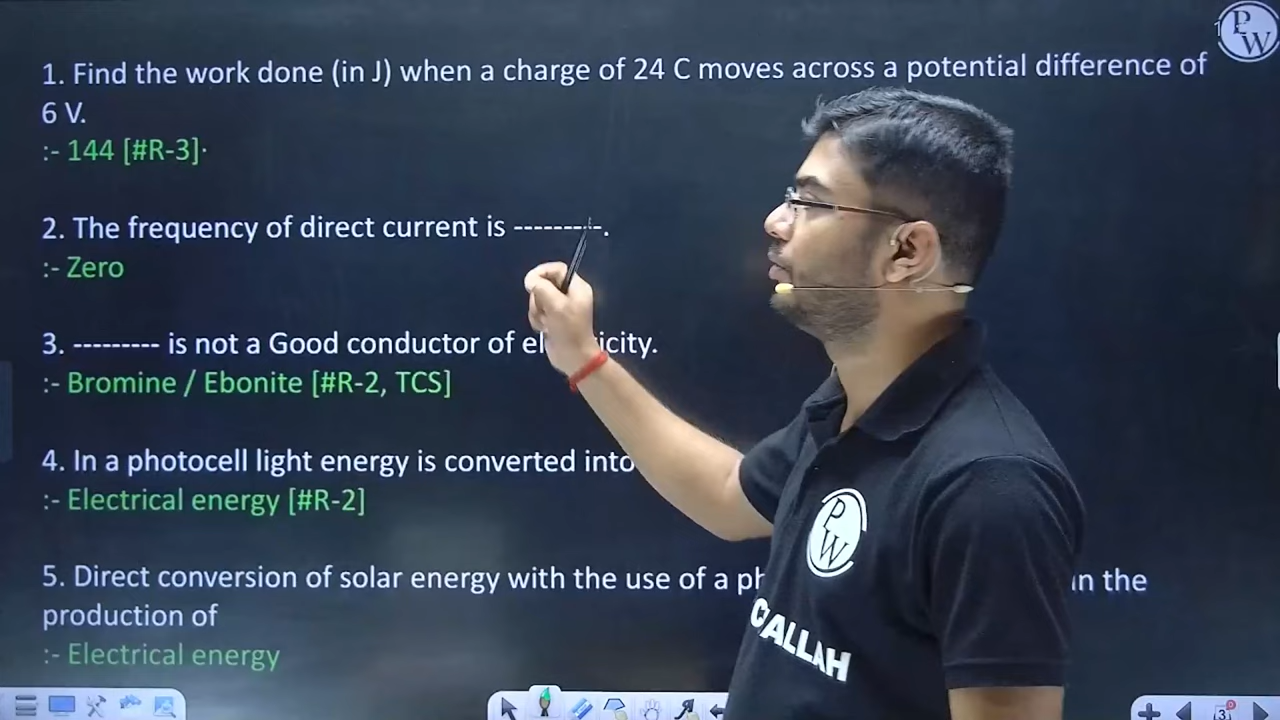 1. Find the work done (in J) when a charge of 24 C moves across a potential difference of
6 V.
:- 144 [#R-3]·
2. The frequency of direct current is ---------.
:- Zero
3. --------- is not a Good conductor of
:- Bromine / Ebonite [#R-2, TCS]
4. In a photocell light energy is converted into
:- Electrical energy [#R-2]
5. Direct conversion of solar energy with the use of a in the
production of
:- Electrical energy
PW
PW
ALLAH
3